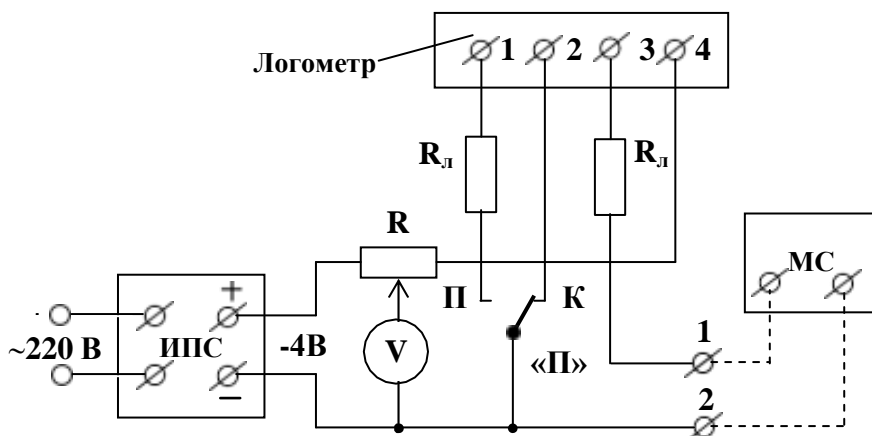 1 2 3 4
Логометр
Rл Rл
R
МС
П К
+
~220 В ИПС -4В V «П» 1
–
2